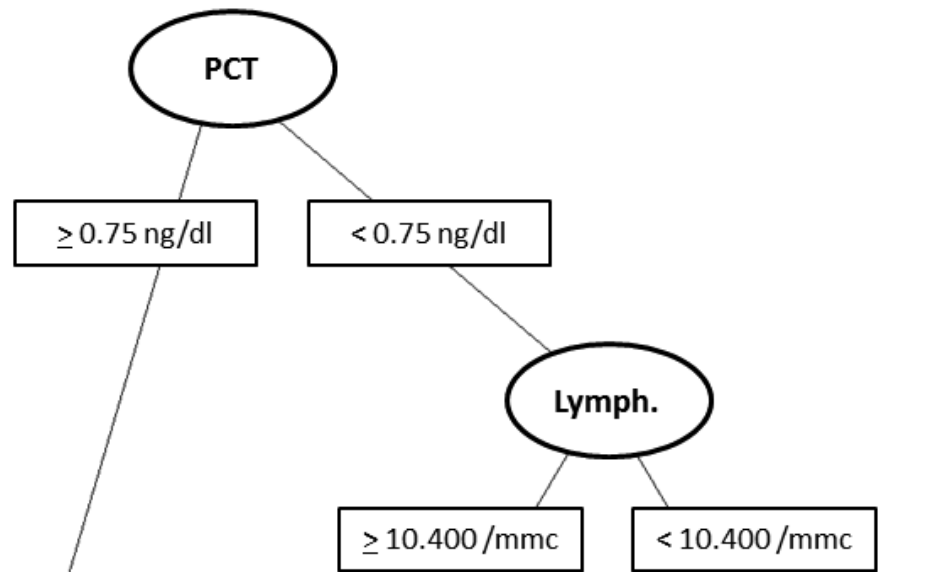 PCT
≥ 0.75 ng/dl
< 0.75 ng/dl
Lymph.
≥ 10.400 /mmc
< 10.400 /mmc